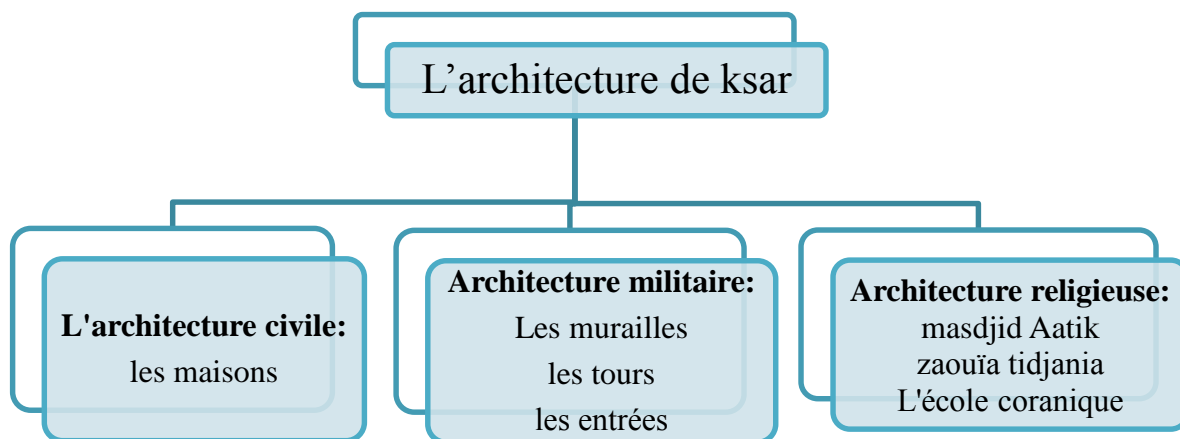 L’architecture de ksar
L'architecture civile:
les maisons
Architecture militaire:
Les murailles
les tours
les entrées
Architecture religieuse:
masdjid Aatik
zaouïa tidjania
L'école coranique